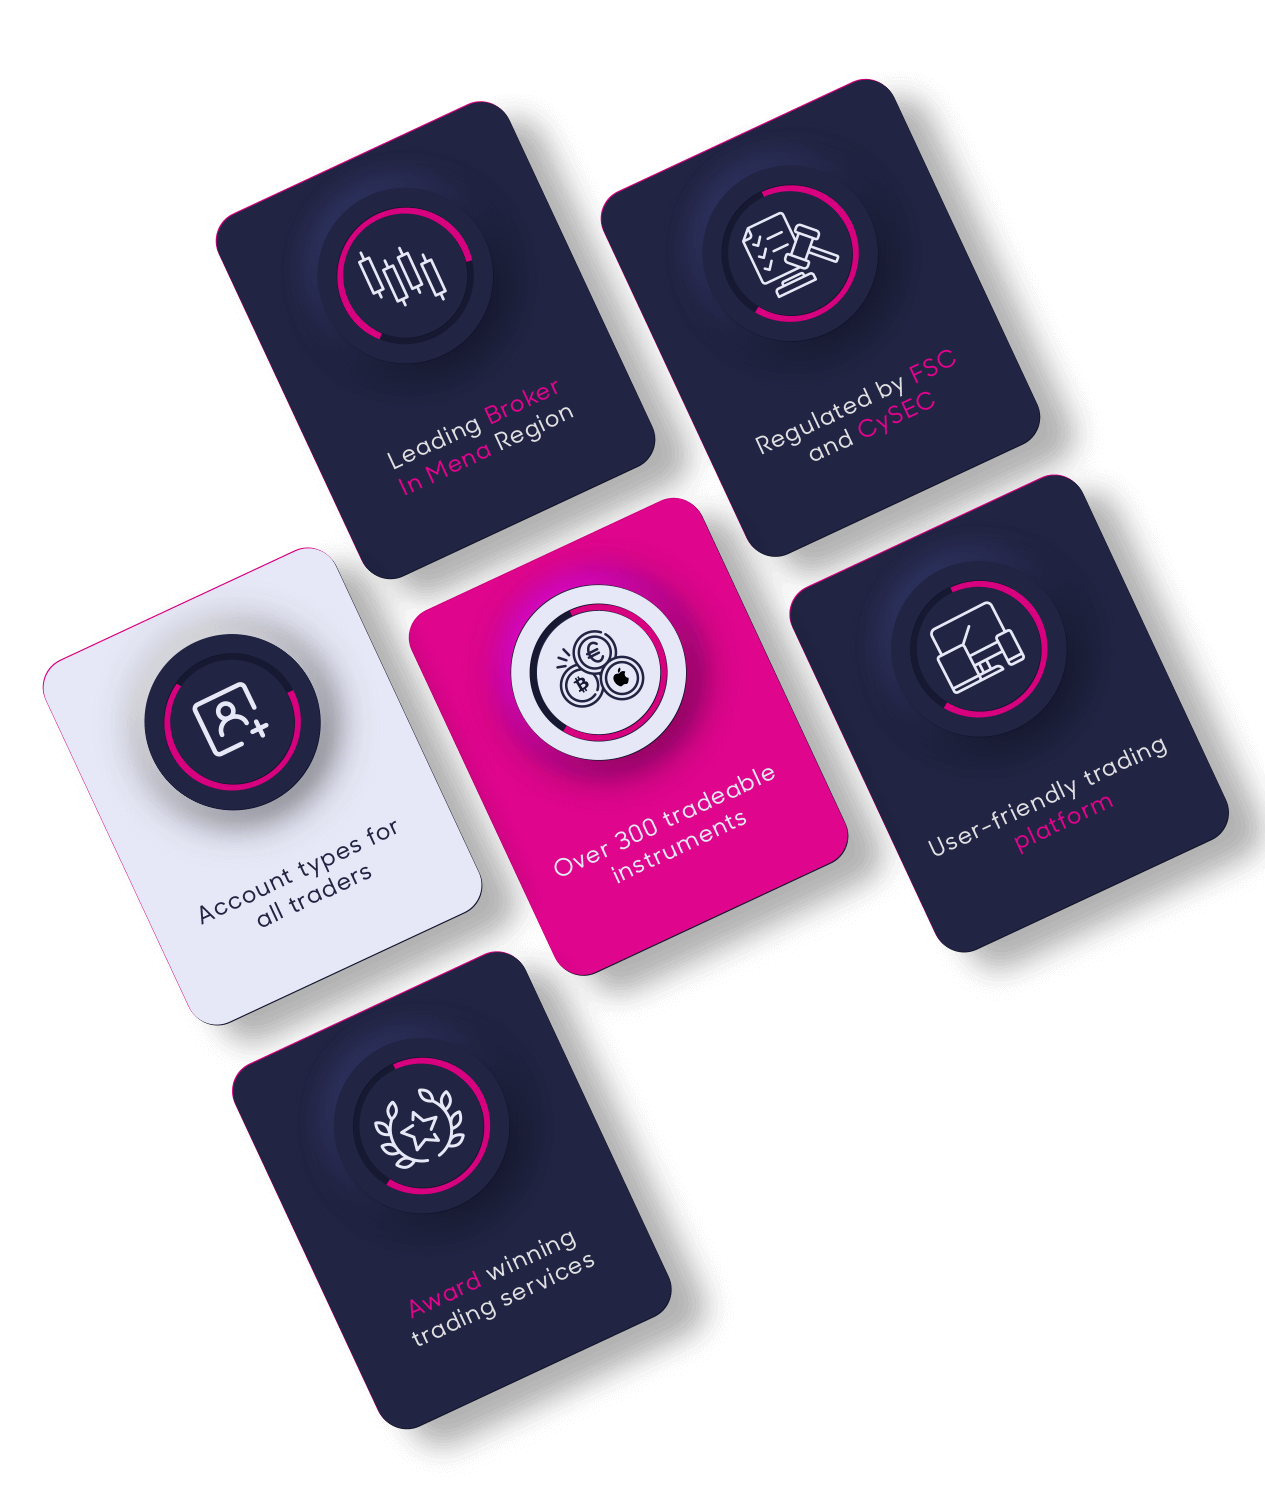 Leading Broker
In Mena Region
Regulated by FSC
and CySEC
Account types for
all traders
Over 300 tradeable
instruments
User-friendly trading
platform
Award winning
trading services